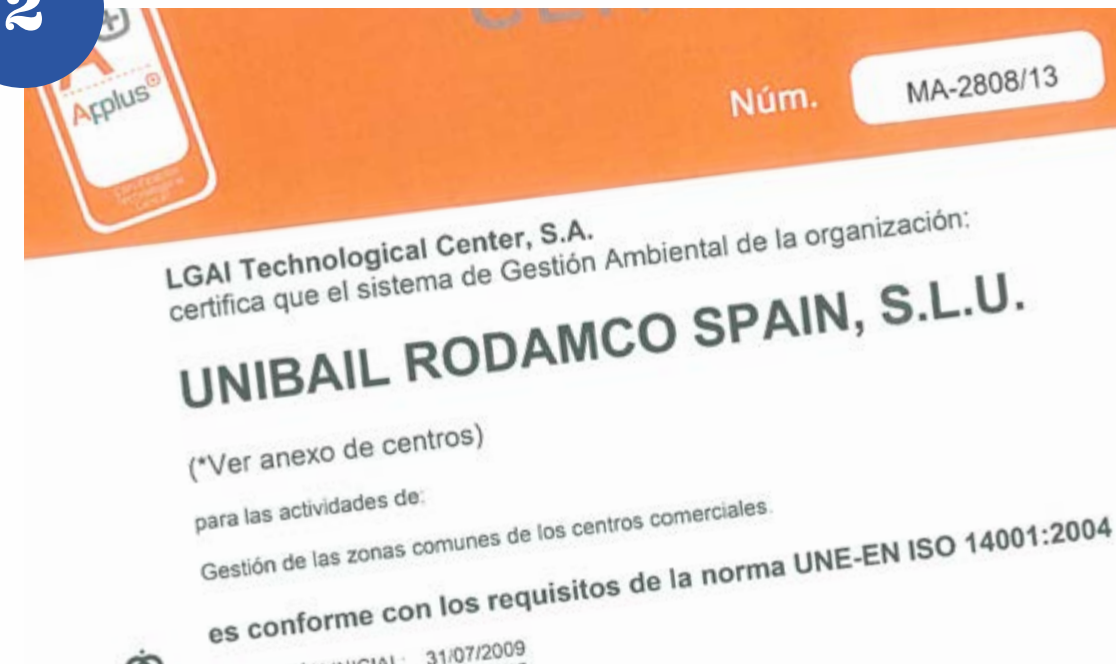 2
Applus+
Núm.
MA-2808/13
LGAI Technological Center, S.A.
certifica que el sistema de Gestión Ambiental de la organización:
UNIBAIL RODAMCO SPAIN, S.L.U.
(*Ver anexo de centros)
para las actividades de:
Gestión de las zonas comunes de los centros comerciales.
es conforme con los requisitos de la norma UNE-EN ISO 14001:2004
31/07/2009